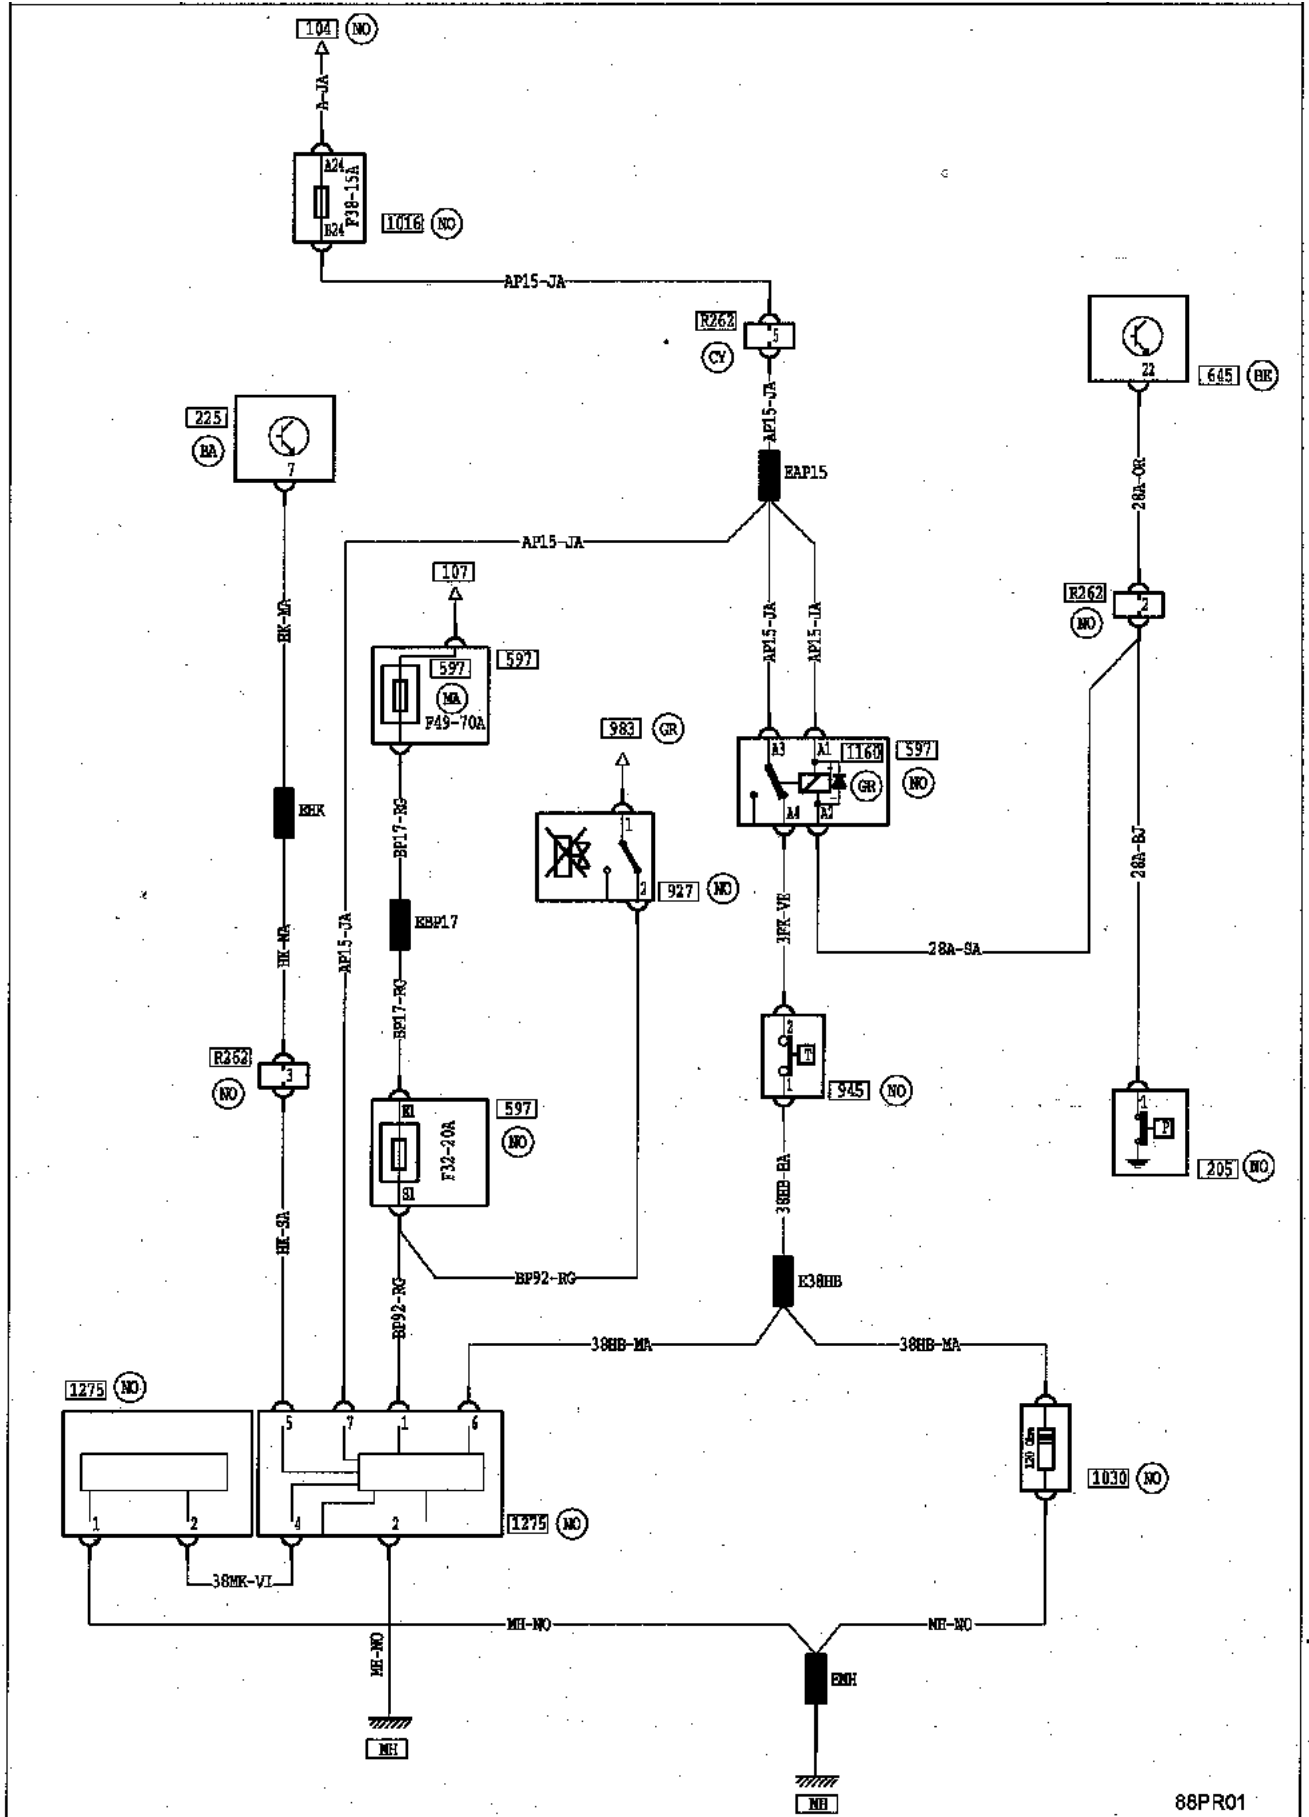 104 NO
A-JA
A24
F38-15A
B24
1016 NO
AP15-JA
R262
5
CY
AP15-JA
22
645
225
BA
7
EAP15
28A-OR
AP15-JA
107
R262
2
NO
HK-MA
AP15-JA
AP15-JA
597
597
MA
F49-70A
983 GR
A3
A1
1160
597
GR
NO
A4
A2
BP17-RG
EHK
1
2
927 NO
28A-BJ
EBP17
HK-MA
AP15-JA
3FK-VE
28A-SA
BP17-RG
R262
3
NO
2
T
1
945 NO
E1
F32-20A
S1
597
NO
1
P
205 NO
HK-SA
38HB-BA
BP92-RG
BP92-RG
E38HB
38HB-MA
38HB-MA
1275 NO
5
7
1
6
120 Ohm
1030 NO
1
2
4
2
1275 NO
38MK-VI
MH-NO
MH-NO
MH-NO
EMH
MH
MH
88PR01